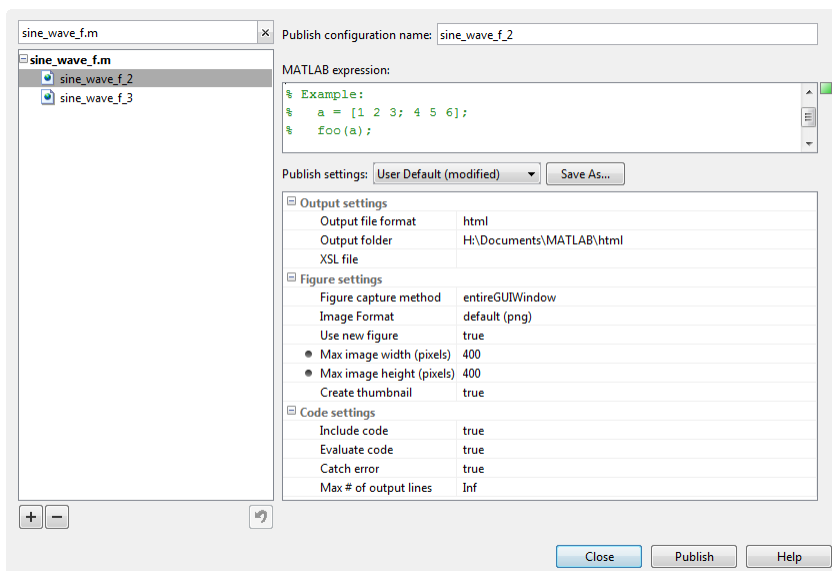 sine_wave_f.m
Publish configuration name: sine_wave_f_2
sine_wave_f.m
sine_wave_f_2
sine_wave_f_3
MATLAB expression:
% Example:
%   a = [1 2 3; 4 5 6];
%   foo(a);
Publish settings: User Default (modified) Save As...
Output settings
Output file format html
Output folder H:\Documents\MATLAB\html
XSL file
Figure settings
Figure capture method entireGUIWindow
Image Format default (png)
Use new figure true
Max image width (pixels) 400
Max image height (pixels) 400
Create thumbnail true
Code settings
Include code true
Evaluate code true
Catch error true
Max # of output lines Inf
Close Publish Help